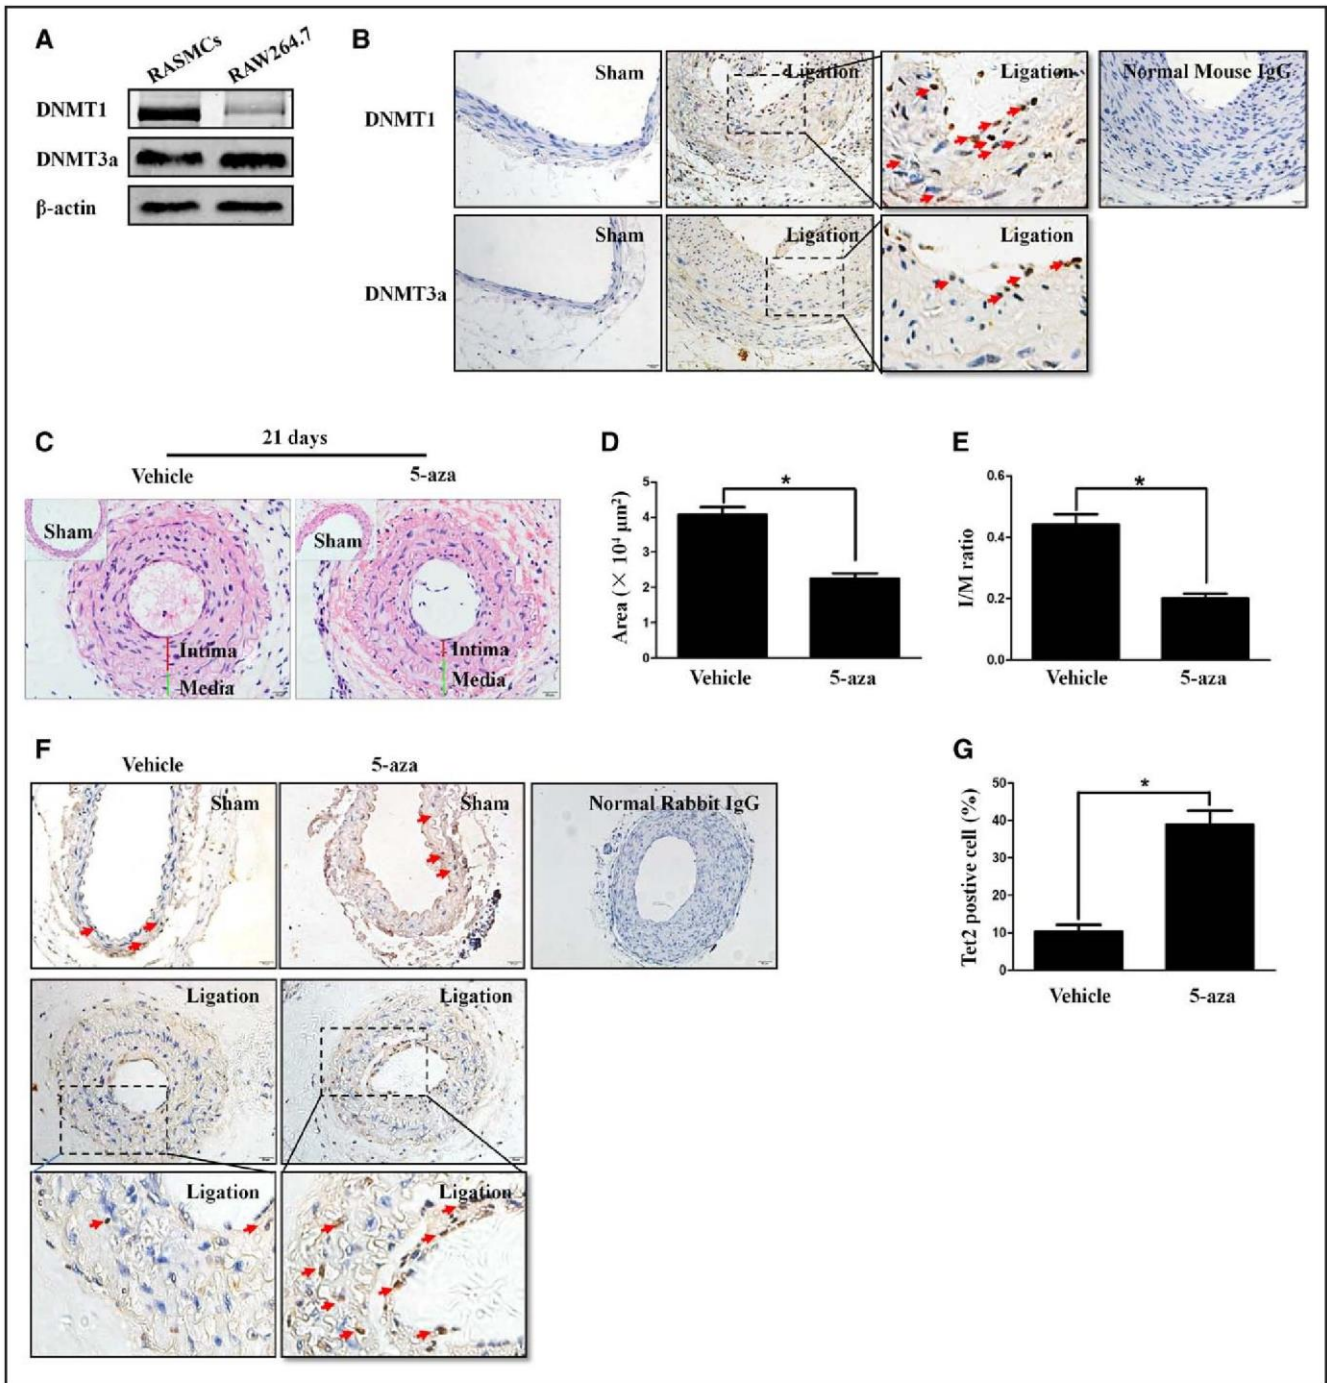 A
RASMCs RAW264.7
DNMT1
DNMT3a
β-actin
B
DNMT1
Sham
Ligation
Ligation
Normal Mouse IgG
DNMT3a
Sham
Ligation
Ligation
C
21 days
Vehicle 5-aza
Sham
Intima
Media
Sham
Intima
Media
D
Area (× 10⁴ µm²)
5
4
3
2
1
0
*
Vehicle 5-aza
E
I/M ratio
0.6
0.4
0.2
0.0
*
Vehicle 5-aza
F
Vehicle 5-aza
Sham
Sham
Normal Rabbit IgG
Ligation
Ligation
Ligation
Ligation
G
Tet2 postive cell (%)
50
40
30
20
10
0
*
Vehicle 5-aza